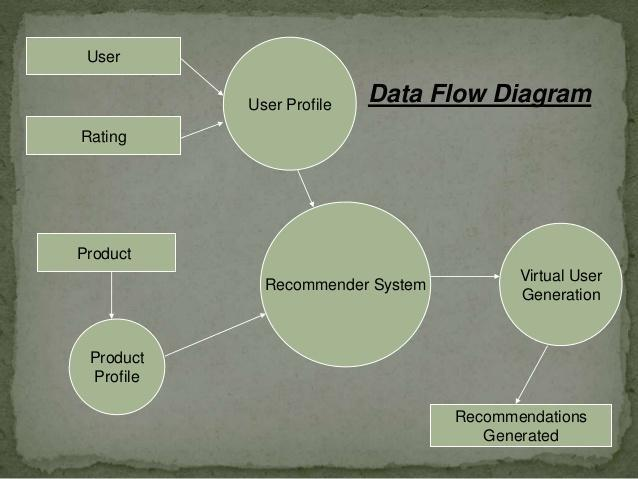 User
User Profile
Data Flow Diagram
Rating
Product
Recommender System
Virtual User
Generation
Product
Profile
Recommendations
Generated